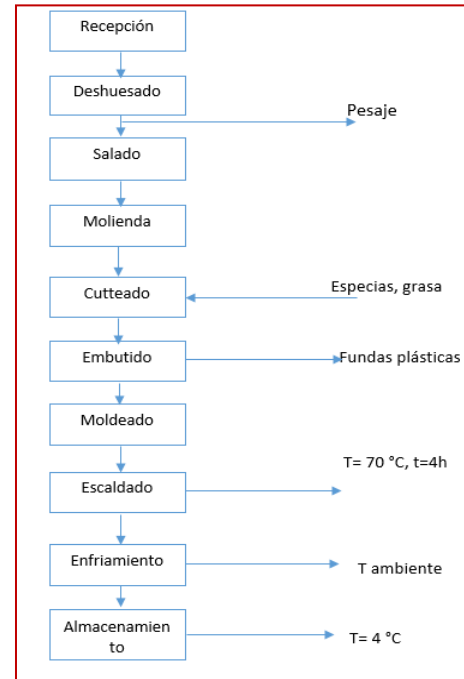 Recepción
Deshuesado
Pesaje
Salado
Molienda
Cutteado
Especias, grasa
Embutido
Fundas plásticas
Moldeado
T= 70 °C, t=4h
Escaldado
Enfriamiento
T ambiente
Almacenamien
to
T= 4 °C